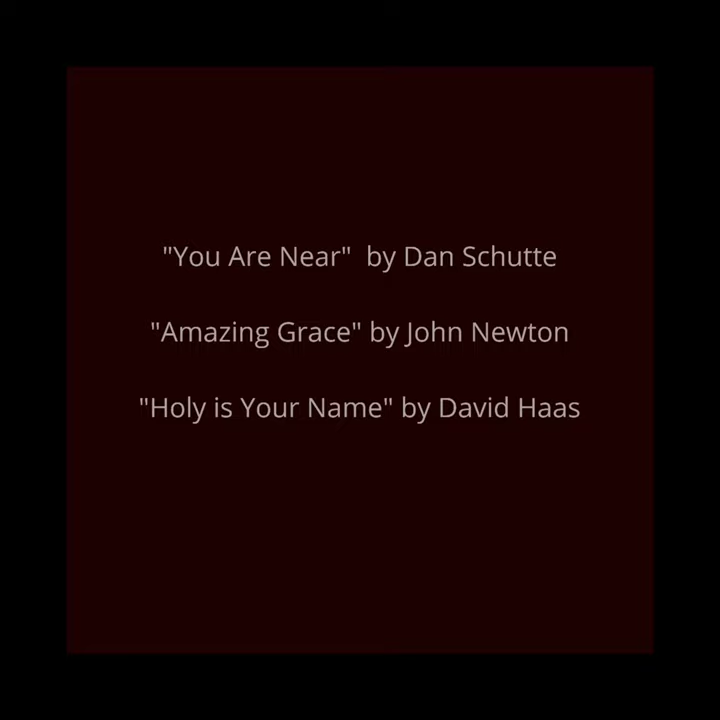 "You Are Near"  by Dan Schutte
"Amazing Grace" by John Newton
"Holy is Your Name" by David Haas